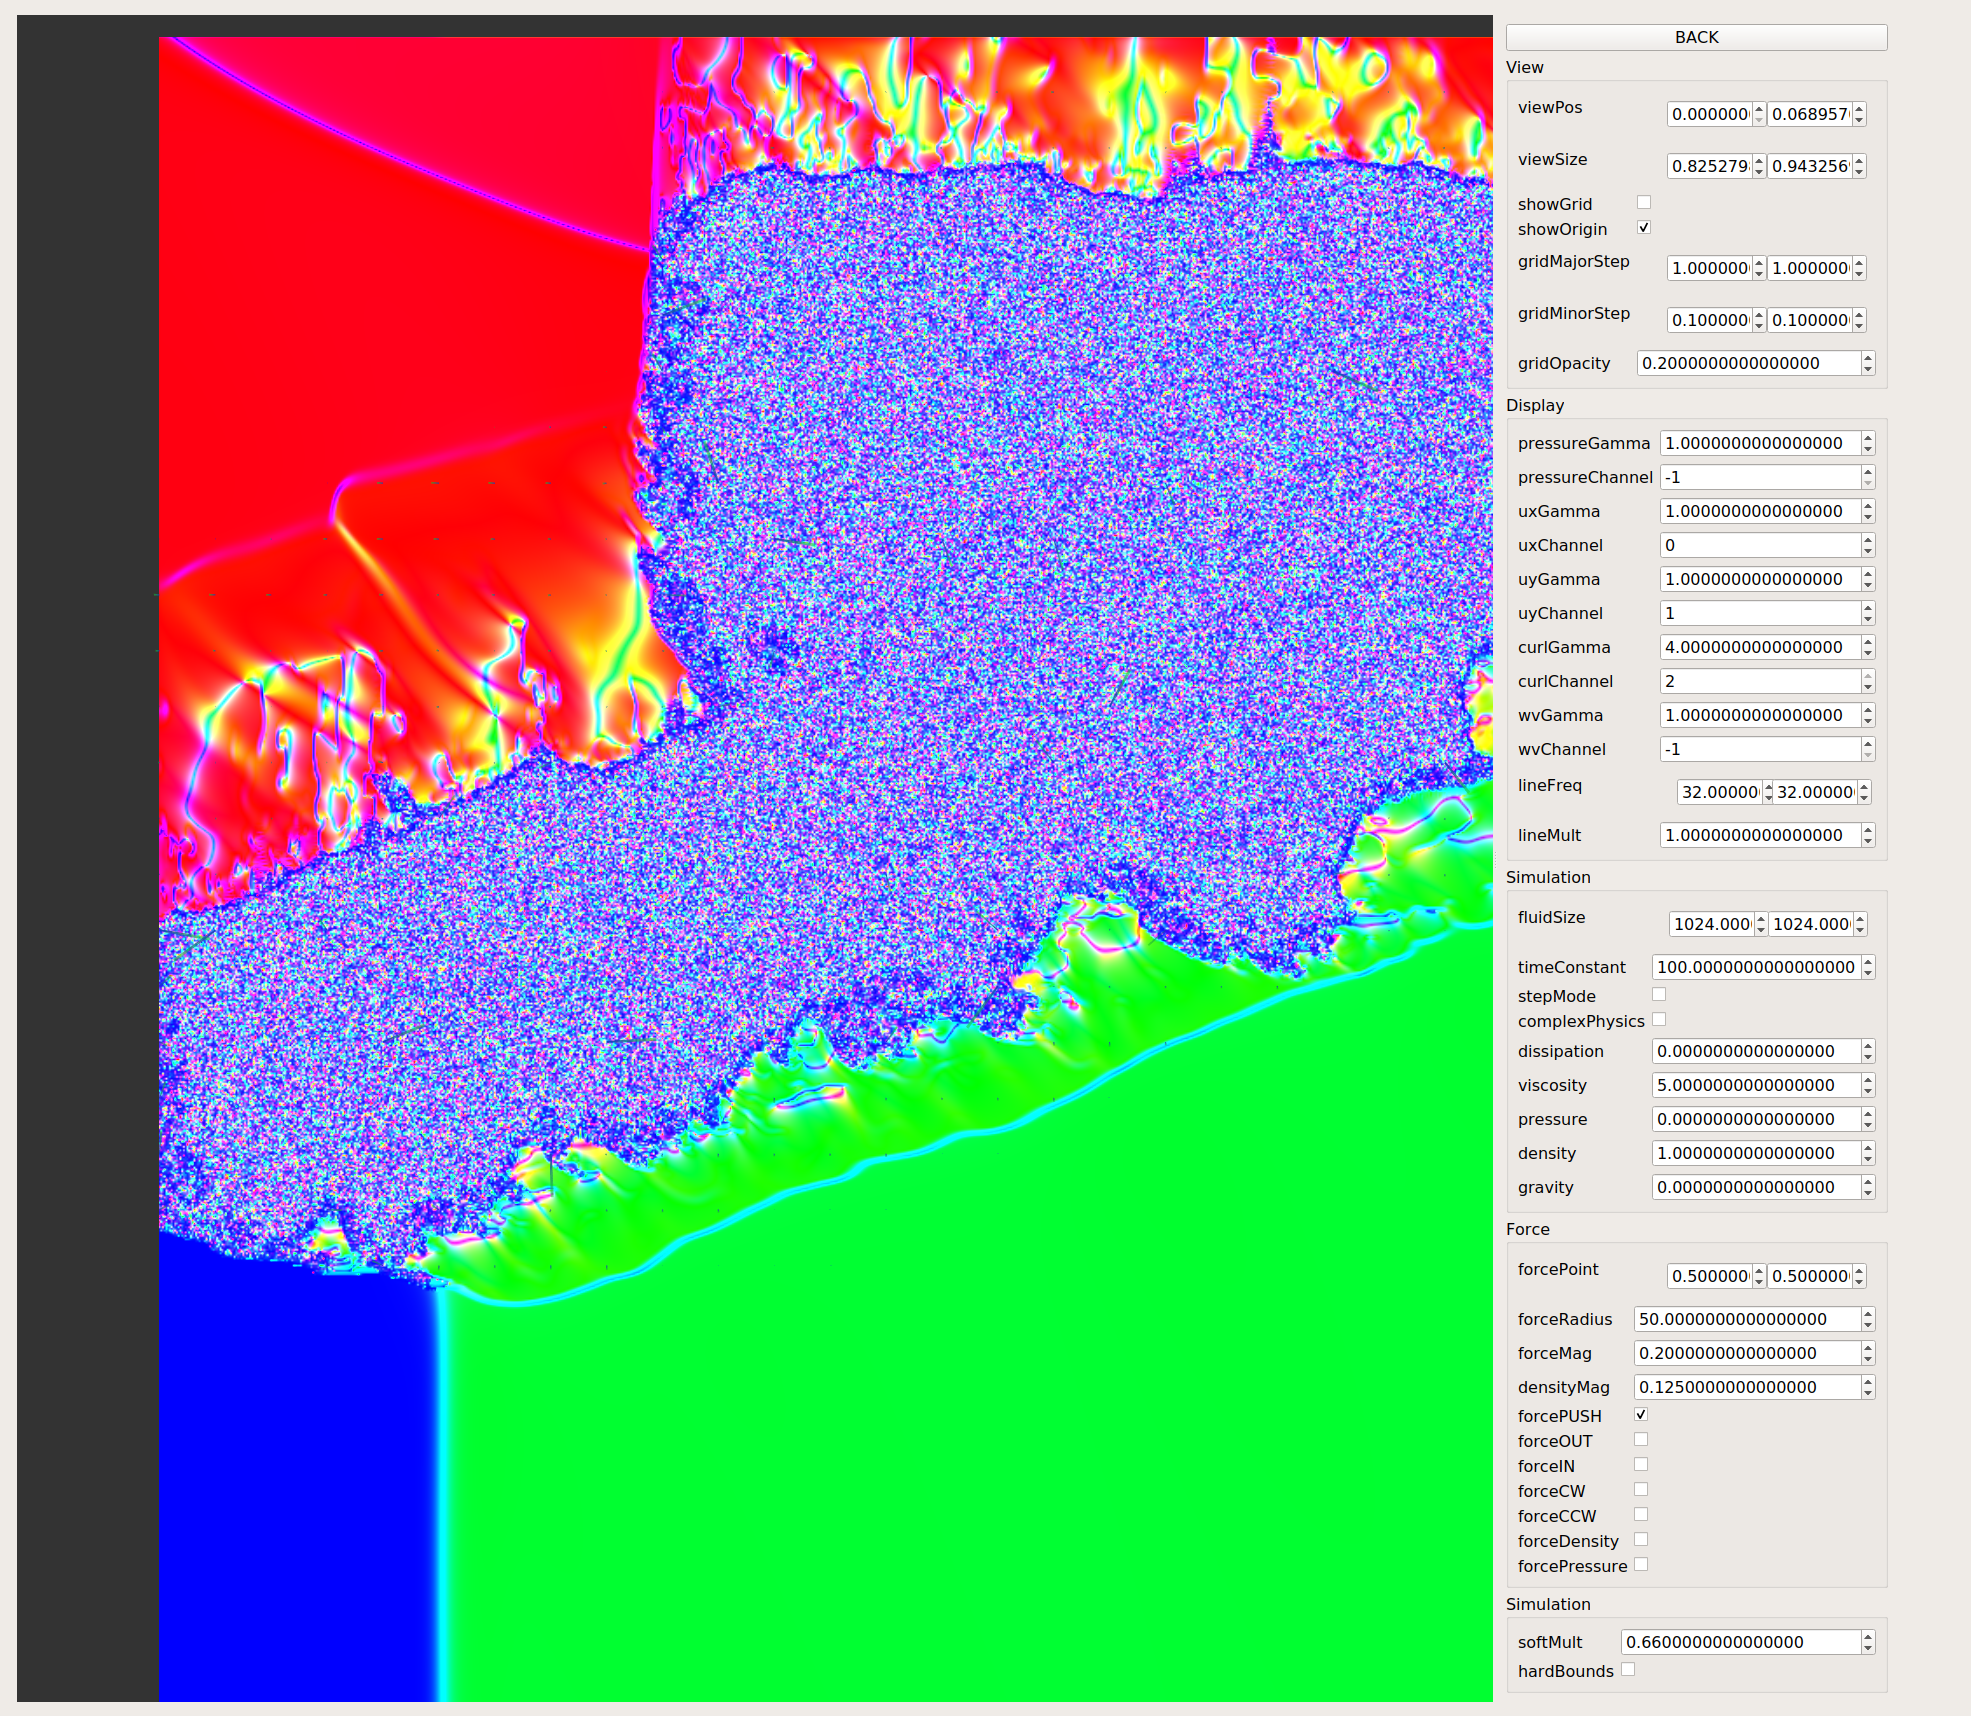 BACK
View
viewPos 0.000000 0.068957
viewSize 0.825279 0.943256
showGrid
showOrigin
gridMajorStep 1.000000 1.000000
gridMinorStep 0.100000 0.100000
gridOpacity 0.2000000000000000
Display
pressureGamma 1.0000000000000000
pressureChannel -1
uxGamma 1.0000000000000000
uxChannel 0
uyGamma 1.0000000000000000
uyChannel 1
curlGamma 4.0000000000000000
curlChannel 2
wvGamma 1.0000000000000000
wvChannel -1
lineFreq 32.00000 32.00000
lineMult 1.0000000000000000
Simulation
fluidSize 1024.000 1024.000
timeConstant 100.0000000000000000
stepMode
complexPhysics
dissipation 0.0000000000000000
viscosity 5.0000000000000000
pressure 0.0000000000000000
density 1.0000000000000000
gravity 0.0000000000000000
Force
forcePoint 0.500000 0.500000
forceRadius 50.0000000000000000
forceMag 0.2000000000000000
densityMag 0.1250000000000000
forcePUSH
forceOUT
forceIN
forceCW
forceCCW
forceDensity
forcePressure
Simulation
softMult 0.6600000000000000
hardBounds